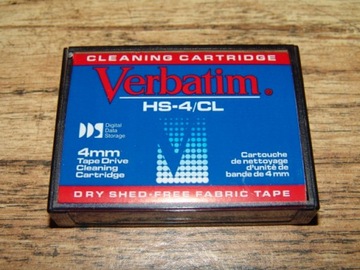 CLEANING CARTRIDGE
Verbatim.
HS-4/CL
DDS Digital
Data
Storage
4mm
Tape Drive
Cleaning
Cartridge
Cartouche
de nettoyage
d'unité de
bande de 4 mm
DRY SHED-FREE FABRIC TAPE